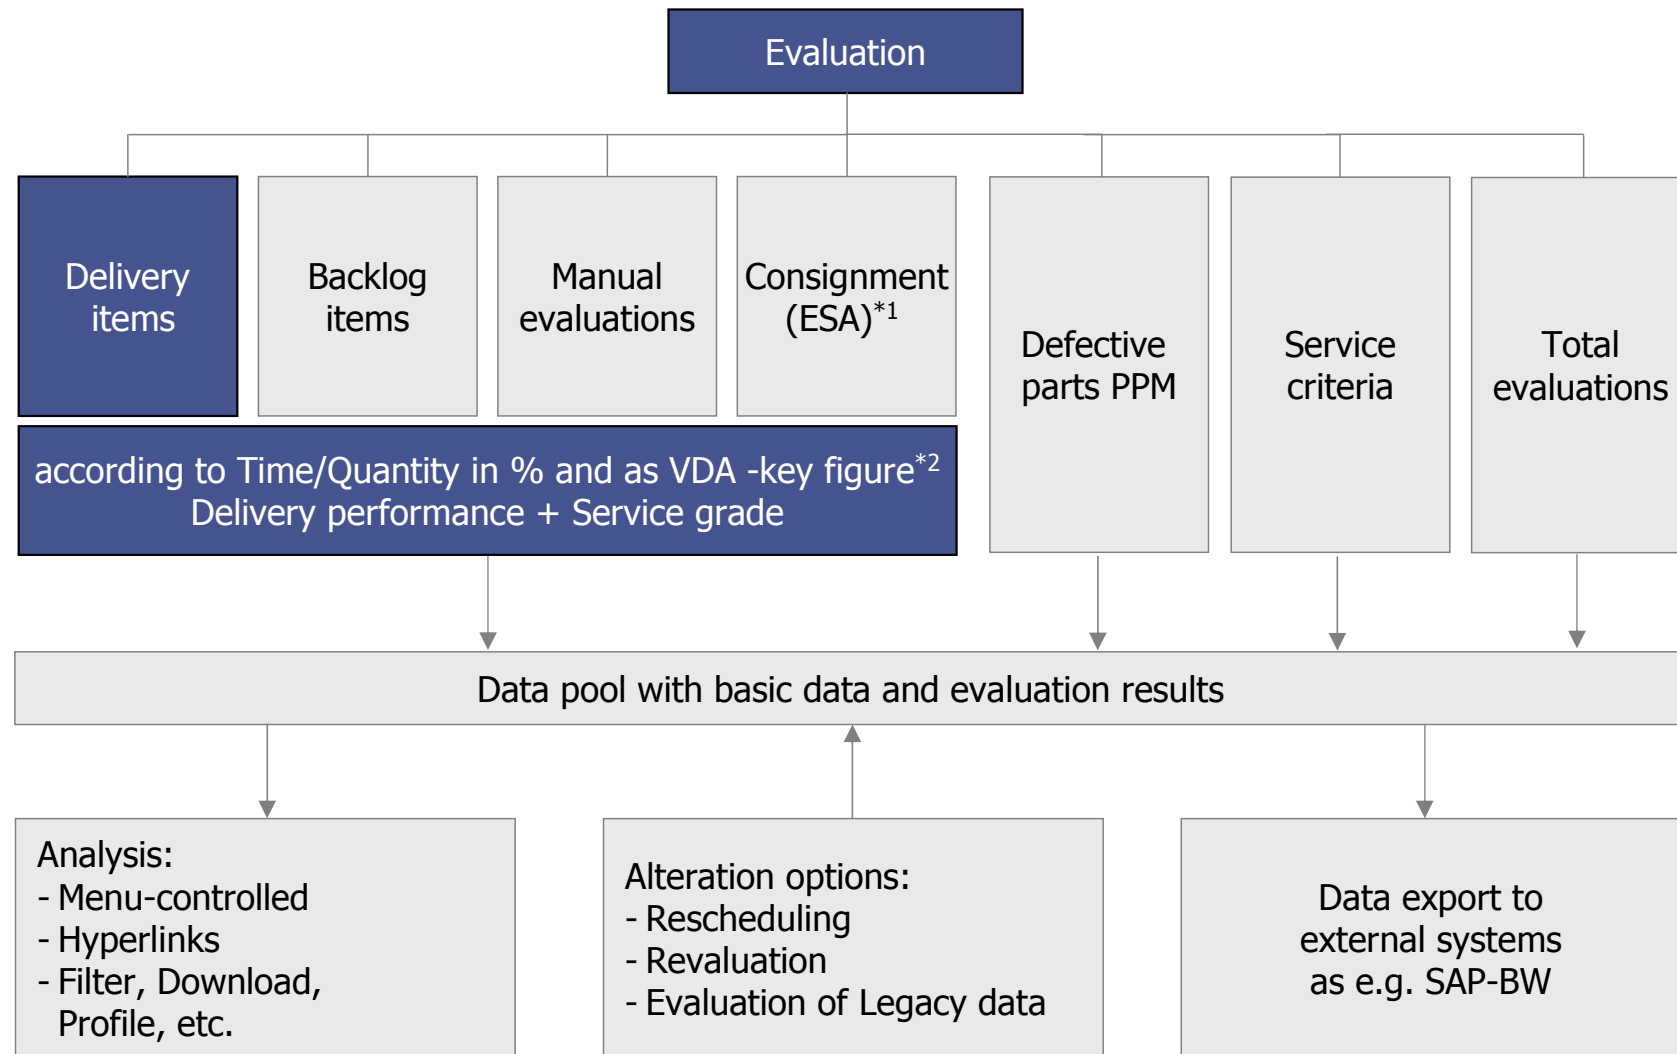 Evaluation
Delivery
items
Backlog
items
Manual
evaluations
Consignment
(ESA)*1
Defective
parts PPM
Service
criteria
Total
evaluations
according to Time/Quantity in % and as VDA -key figure*2
Delivery performance + Service grade
Data pool with basic data and evaluation results
Analysis:
- Menu-controlled
- Hyperlinks
- Filter, Download,
Profile, etc.
Alteration options:
- Rescheduling
- Revaluation
- Evaluation of Legacy data
Data export to
external systems
as e.g. SAP-BW